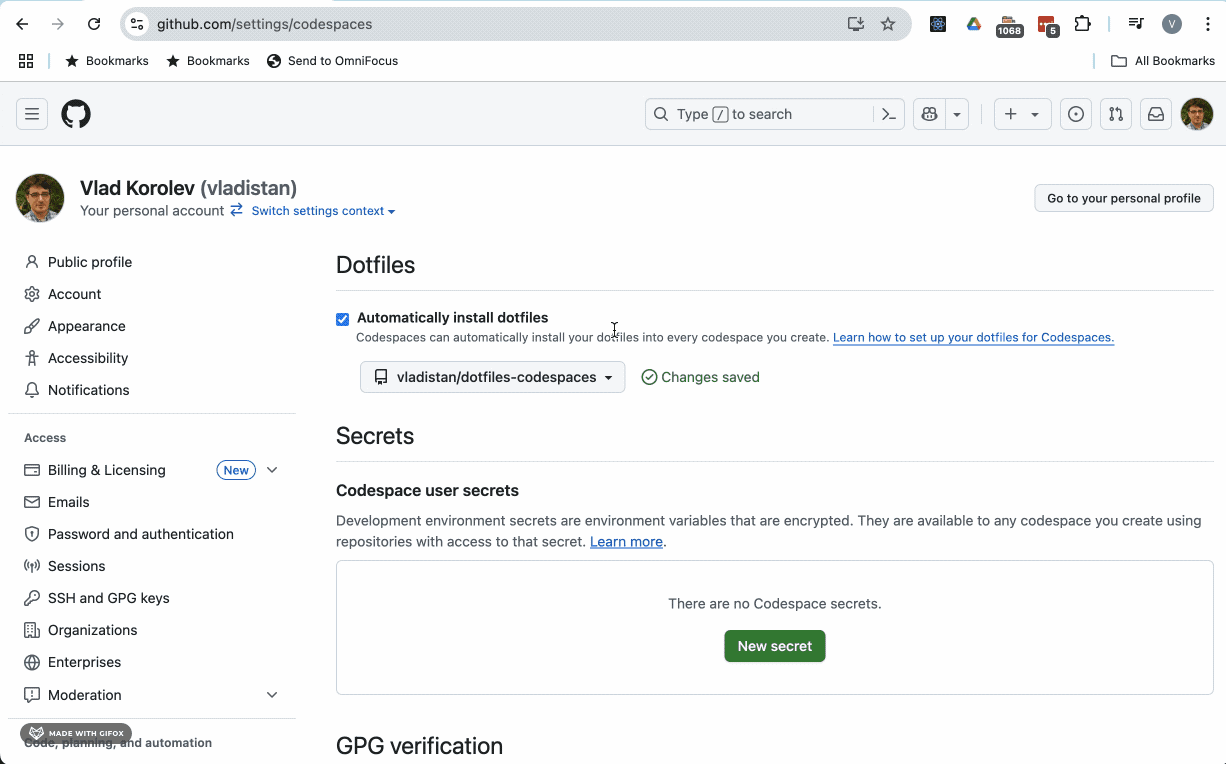 github.com/settings/codespaces
1068
5
V
Bookmarks
Bookmarks
Send to OmniFocus
All Bookmarks
Type / to search
Vlad Korolev (vladistan)
Your personal account
Switch settings context
Go to your personal profile
Public profile
Account
Appearance
Accessibility
Notifications
Access
Billing & Licensing
New
Emails
Password and authentication
Sessions
SSH and GPG keys
Organizations
Enterprises
Moderation
MADE WITH GIFOX
Code, planning, and automation
Dotfiles
Automatically install dotfiles
Codespaces can automatically install your dotfiles into every codespace you create. Learn how to set up your dotfiles for Codespaces.
vladistan/dotfiles-codespaces
Changes saved
Secrets
Codespace user secrets
Development environment secrets are environment variables that are encrypted. They are available to any codespace you create using
repositories with access to that secret. Learn more.
There are no Codespace secrets.
New secret
GPG verification